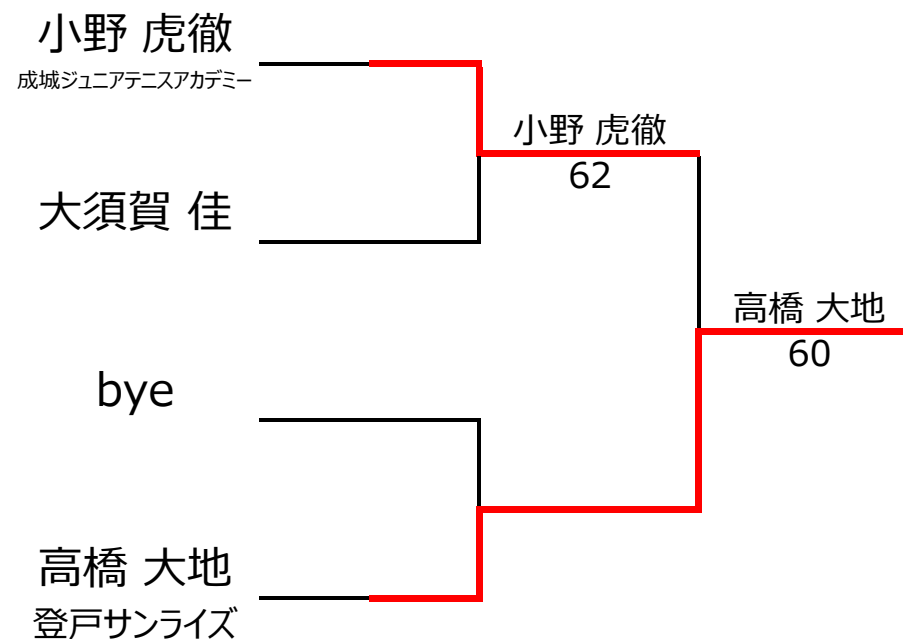 小野 虎徹
成城ジュニアテニスアカデミー
小野 虎徹
62
大須賀 佳
高橋 大地
60
bye
高橋 大地
登戸サンライズ